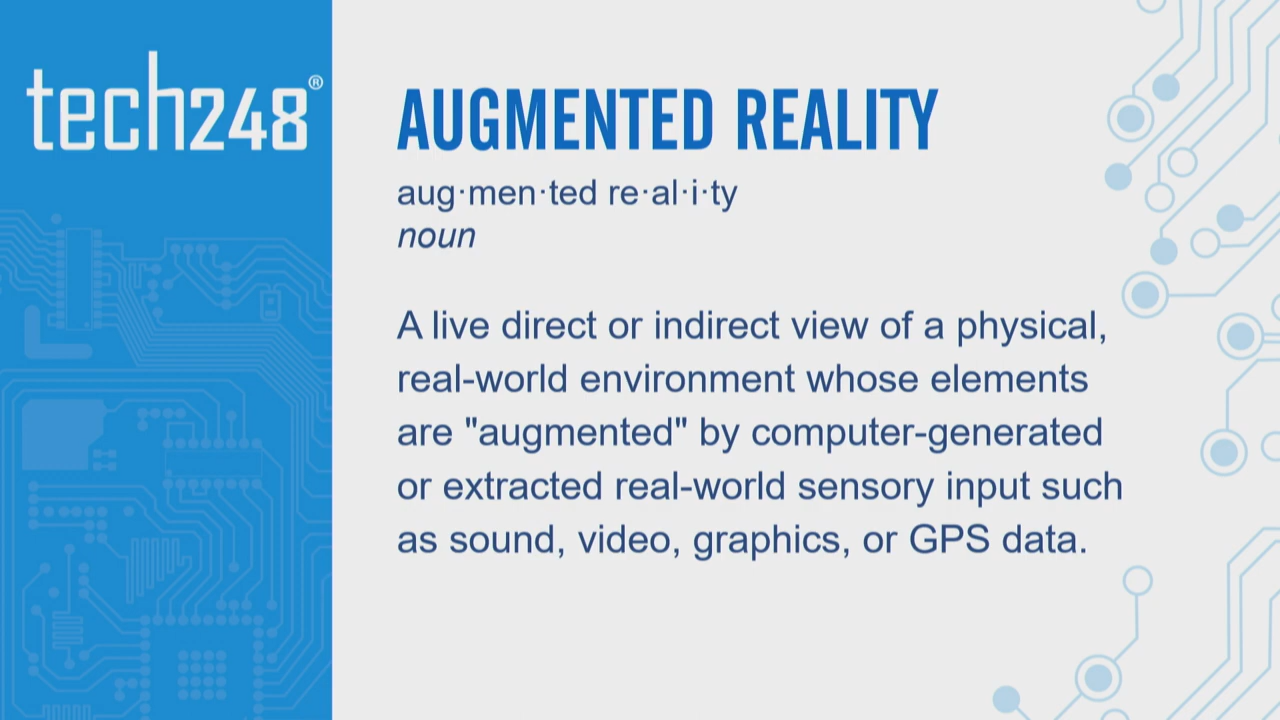 tech248®
AUGMENTED REALITY
aug·men·ted re·al·i·ty
noun
A live direct or indirect view of a physical,
real-world environment whose elements
are "augmented" by computer-generated
or extracted real-world sensory input such
as sound, video, graphics, or GPS data.